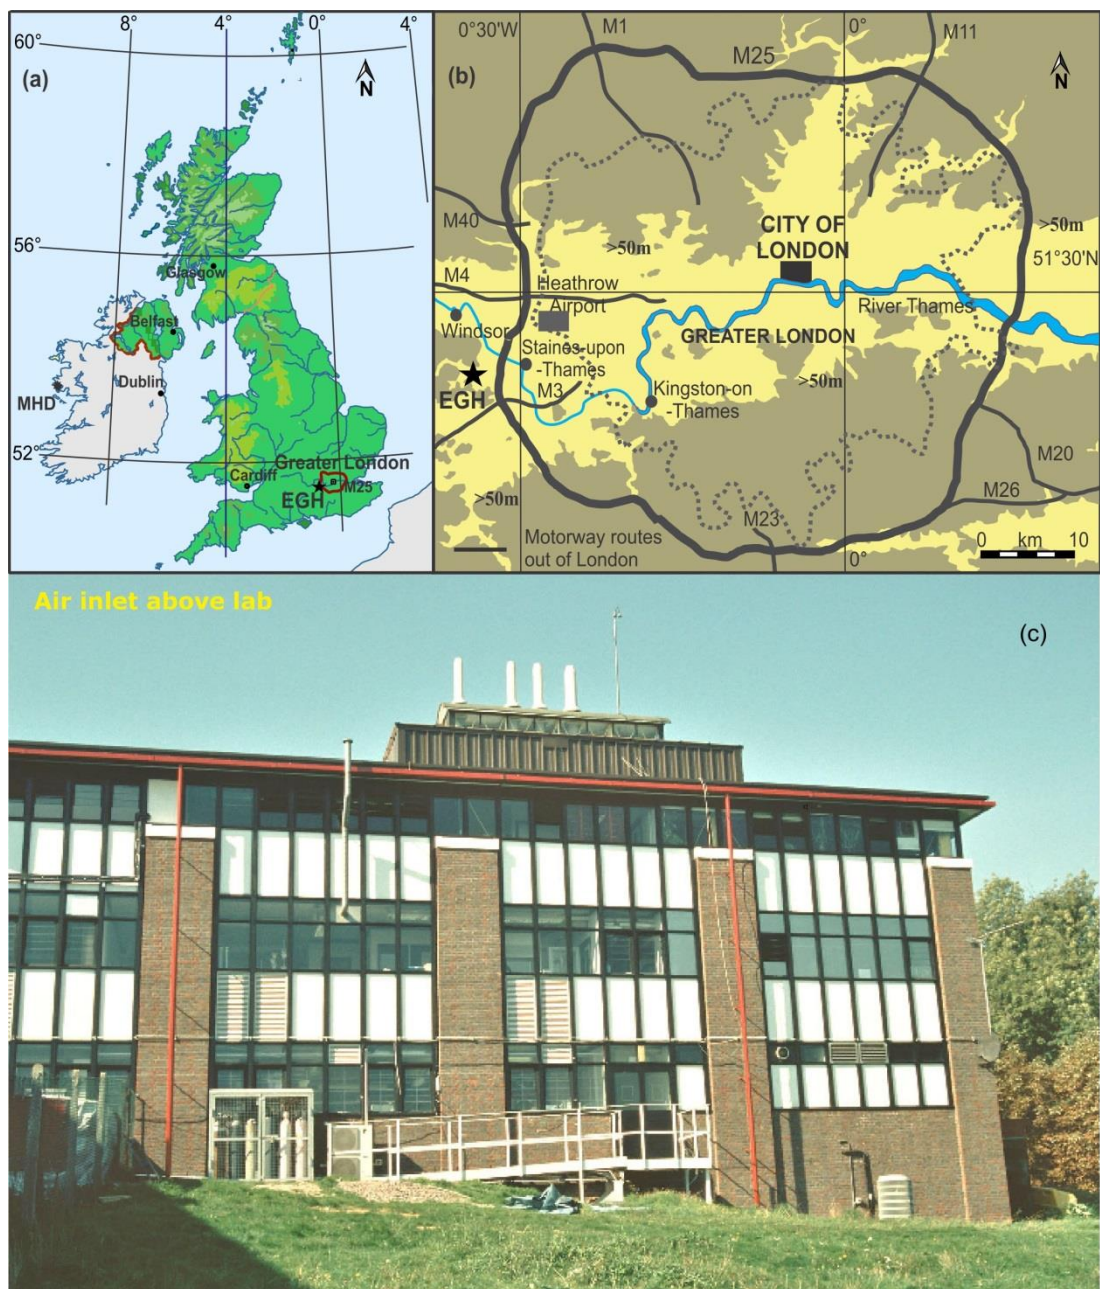 8°
4°
0°
4°
60°
(a)
N
56°
Glasgow
Belfast
Dublin
MHD
52°
Greater London
Cardiff
M25
EGH
0°30'W
M1
0°
M11
M25
(b)
N
M40
>50m
CITY OF
LONDON
>50m
51°30'N
M4
Heathrow
Airport
River Thames
Windsor
GREATER LONDON
Staines-upon
-Thames
>50m
EGH
M3
Kingston-on
-Thames
M20
>50m
M26
M23
Motorway routes
out of London
0 km 10
0°
Air inlet above lab
(c)